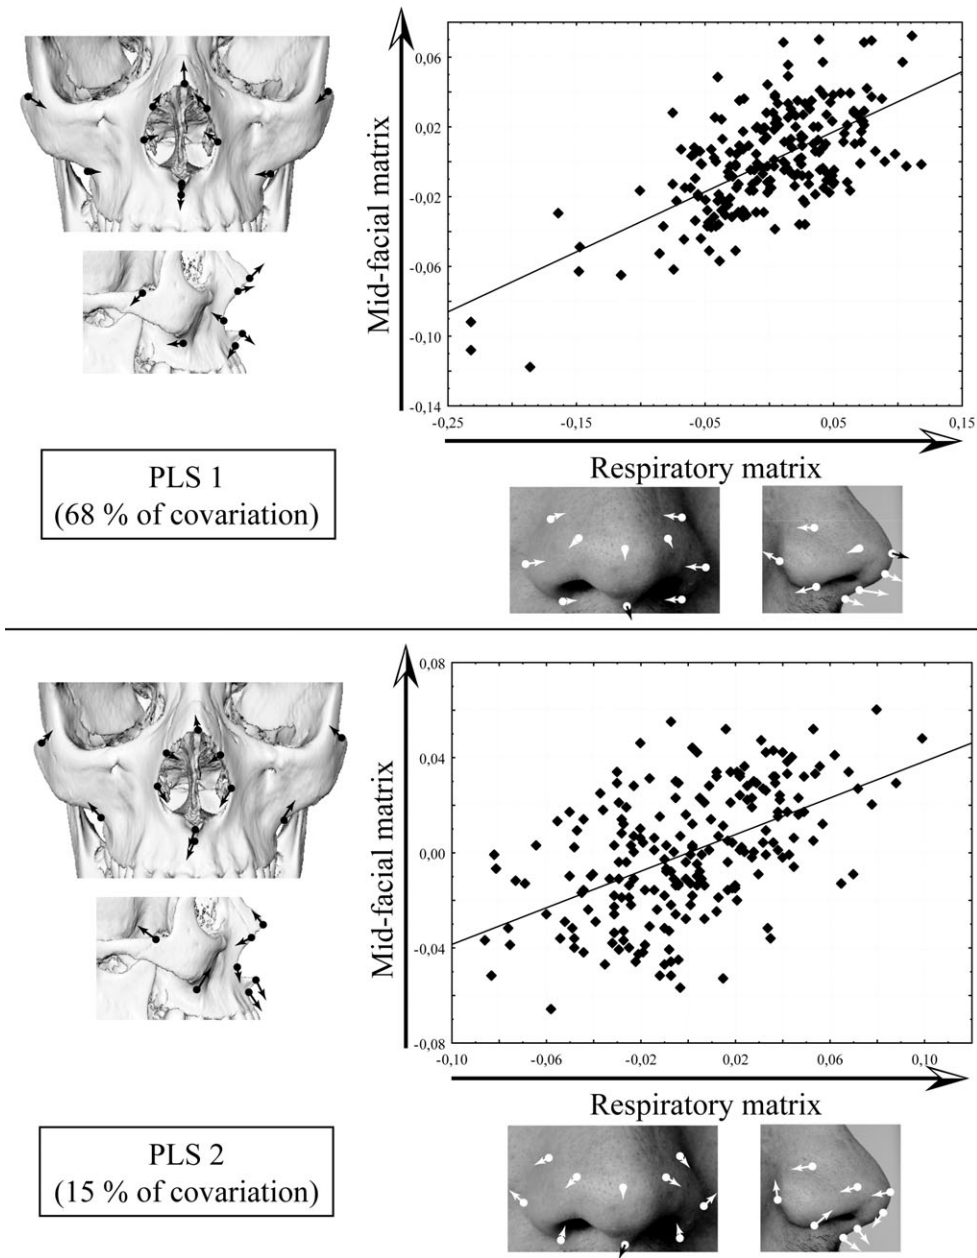 Mid-facial matrix
0,06
0,02
-0,02
-0,06
-0,10
-0,14
-0,25
-0,15
-0,05
0,05
0,15
Respiratory matrix
PLS 1
(68 % of covariation)
Mid-facial matrix
0,08
0,04
0,00
-0,04
-0,08
-0,10
-0,06
-0,02
0,02
0,06
0,10
Respiratory matrix
PLS 2
(15 % of covariation)